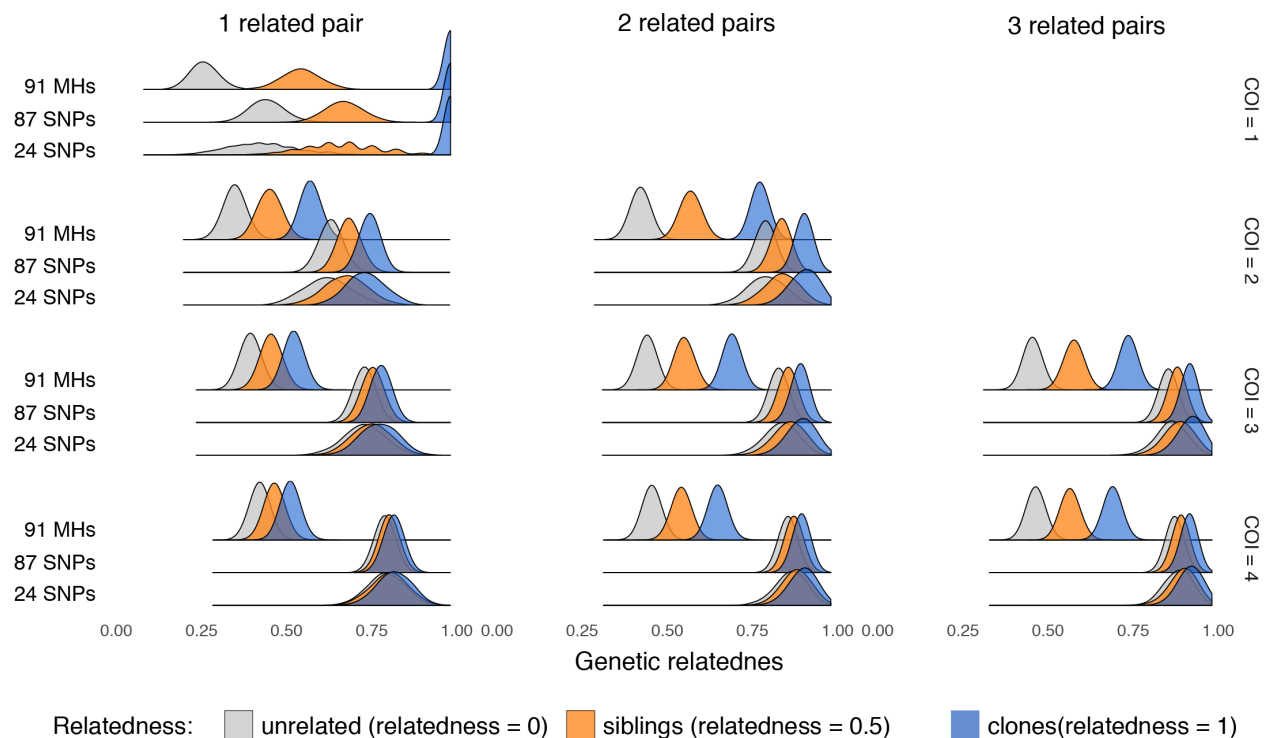 1 related pair 2 related pairs 3 related pairs
91 MHs
87 SNPs
24 SNPs
COI = 1
91 MHs
87 SNPs
24 SNPs
COI = 2
91 MHs
87 SNPs
24 SNPs
COI = 3
91 MHs
87 SNPs
24 SNPs
COI = 4
0.00 0.25 0.50 0.75 1.00 0.00 0.25 0.50 0.75 1.00 0.00 0.25 0.50 0.75 1.00
Genetic relatednes
Relatedness: unrelated (relatedness = 0) siblings (relatedness = 0.5) clones(relatedness = 1)